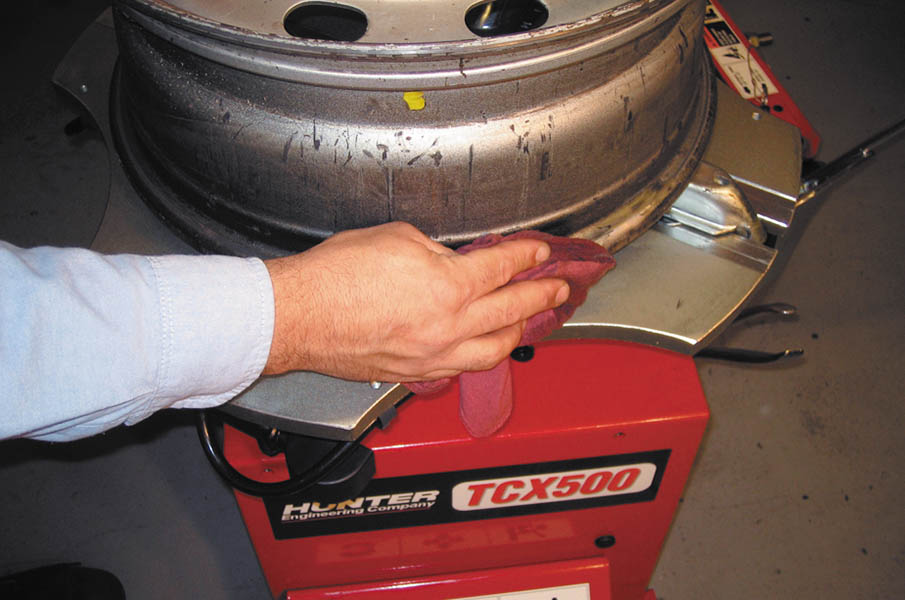 HUNTER
Engineering Company
TCX500